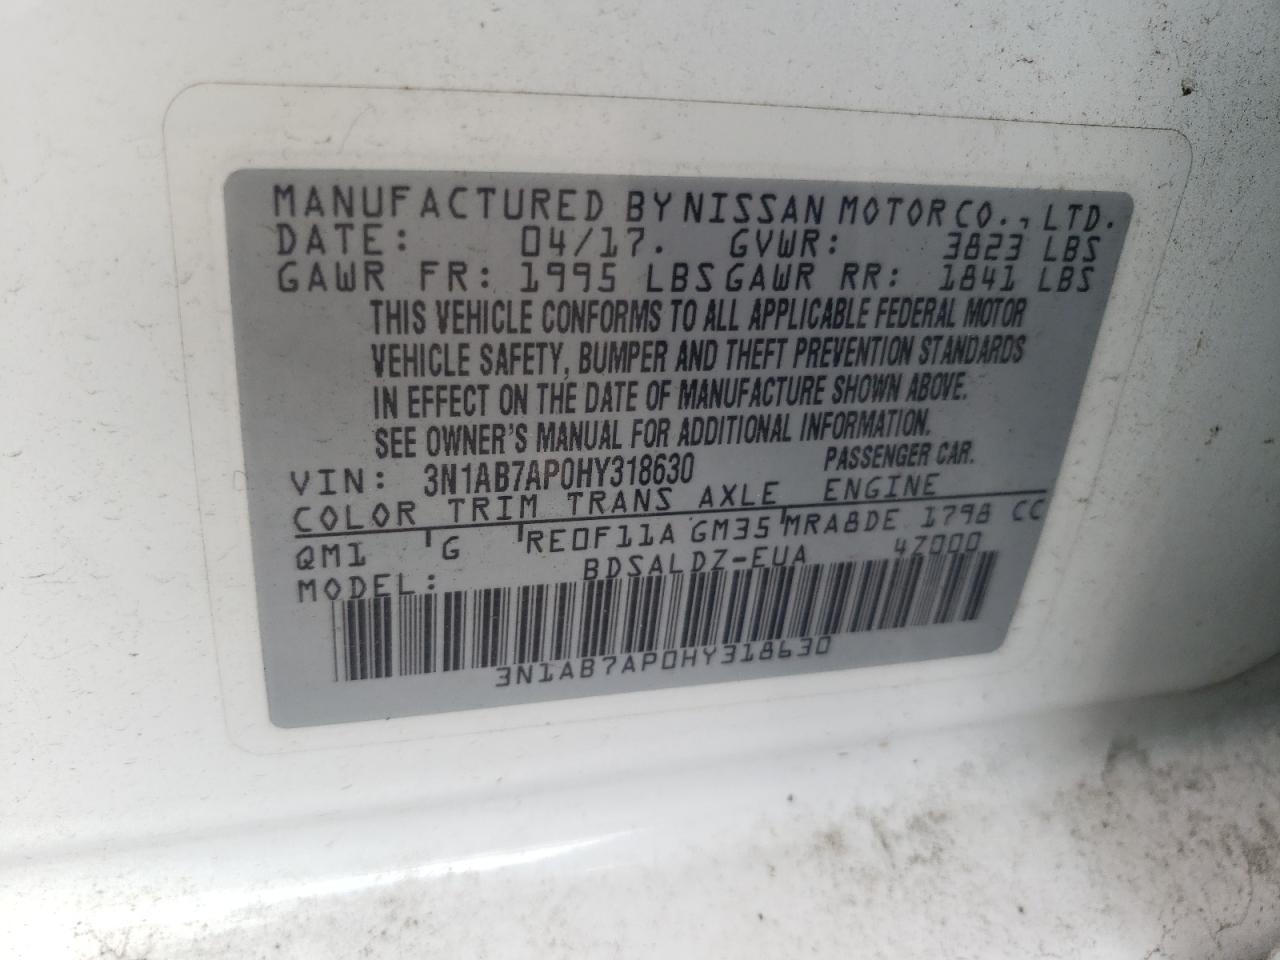 MANUFACTURED BY NISSAN MOTOR CO., LTD.
DATE: 04/17. GVWR: 3823 LBS
GAWR FR: 1995 LBS GAWR RR: 1841 LBS
THIS VEHICLE CONFORMS TO ALL APPLICABLE FEDERAL MOTOR
VEHICLE SAFETY, BUMPER AND THEFT PREVENTION STANDARDS
IN EFFECT ON THE DATE OF MANUFACTURE SHOWN ABOVE.
SEE OWNER'S MANUAL FOR ADDITIONAL INFORMATION.
VIN: 3N1AB7AP0HY318630 PASSENGER CAR.
COLOR TRIM TRANS AXLE ENGINE
QM1 G RE0F11A GM35 MRA8DE 1798 CC
MODEL: BDSALDZ-EUA 47000
3N1AB7AP0HY318630